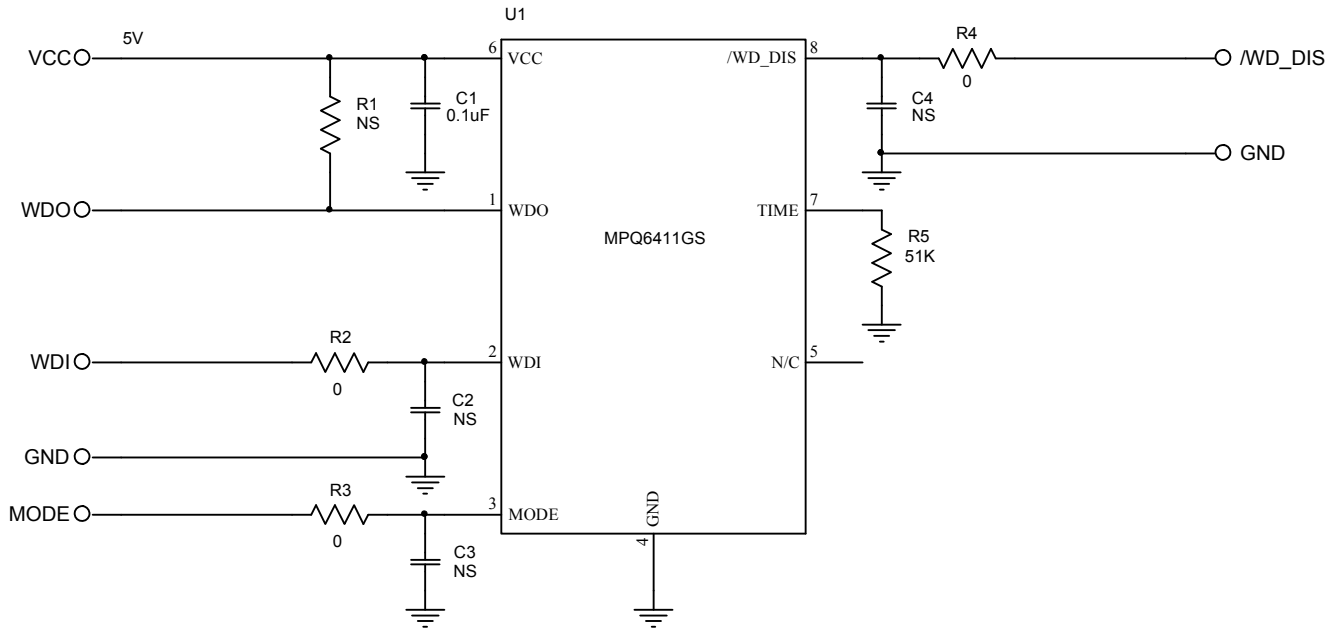 U1
5V
VCC
6
VCC
/WD_DIS
8
R4
0
/WD_DIS
R1
NS
C1
0.1uF
C4
NS
GND
WDO
1
WDO
TIME
7
MPQ6411GS
R5
51K
WDI
R2
0
2
WDI
N/C
5
C2
NS
GND
MODE
R3
0
3
MODE
GND
4
C3
NS